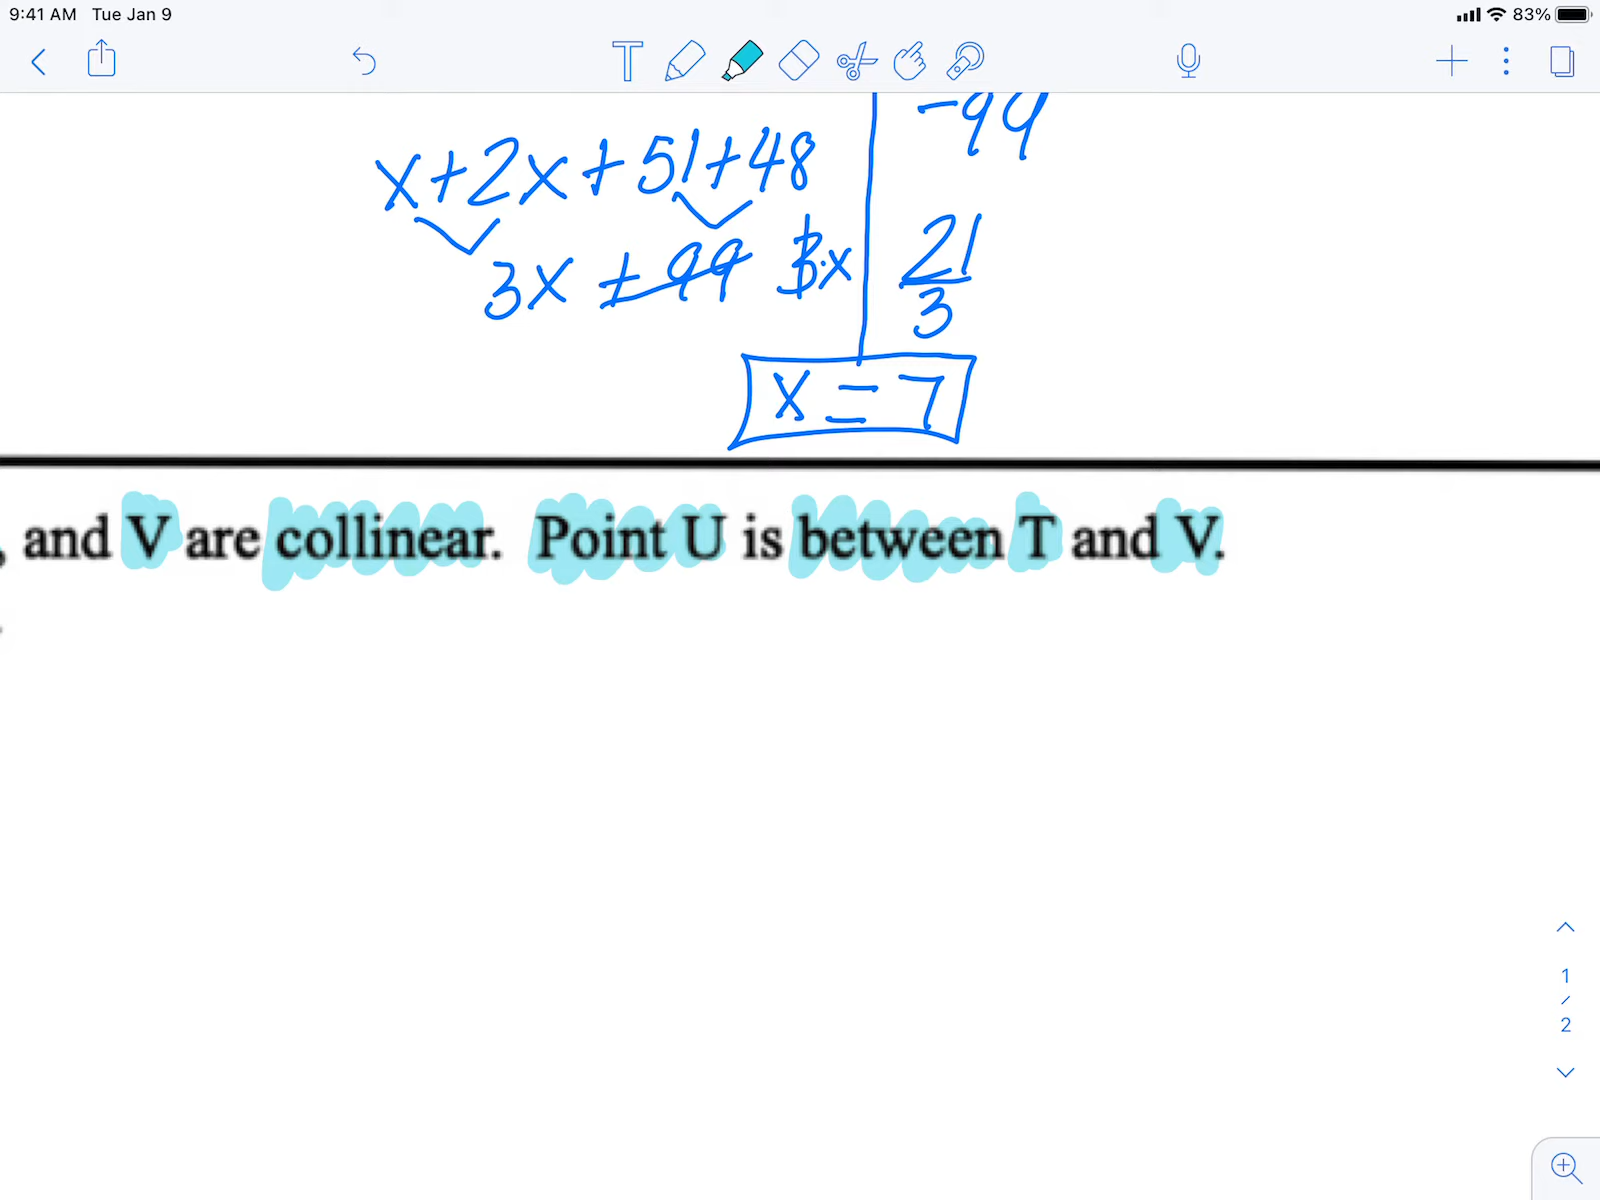 9:41 AM Tue Jan 9 83%
T
-99
x+2x+51+48
3x +99 3x 21
3
x=7
, and V are collinear. Point U is between T and V.
1
/
2